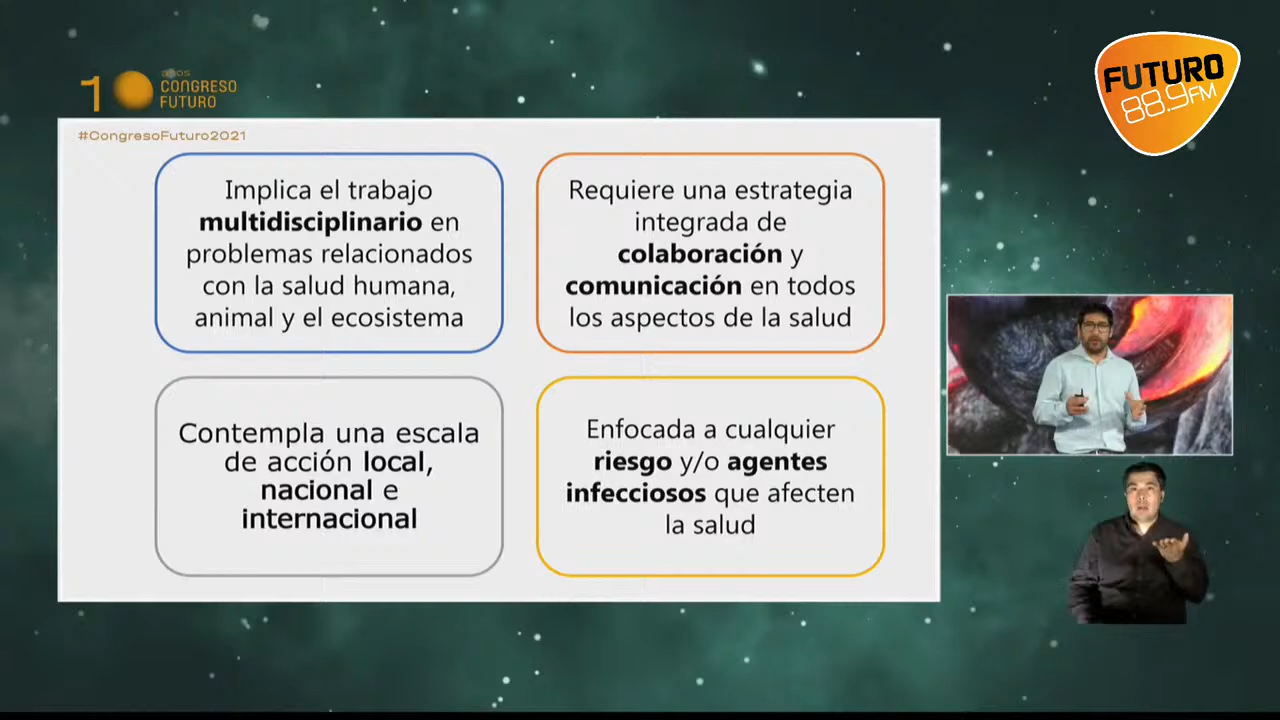 1
años
CONGRESO
FUTURO
FUTURO
88.9FM
#CongresoFuturo2021
Implica el trabajo
multidisciplinario en
problemas relacionados
con la salud humana,
animal y el ecosistema
Requiere una estrategia
integrada de
colaboración y
comunicación en todos
los aspectos de la salud
Contempla una escala
de acción local,
nacional e
internacional
Enfocada a cualquier
riesgo y/o agentes
infecciosos que afecten
la salud